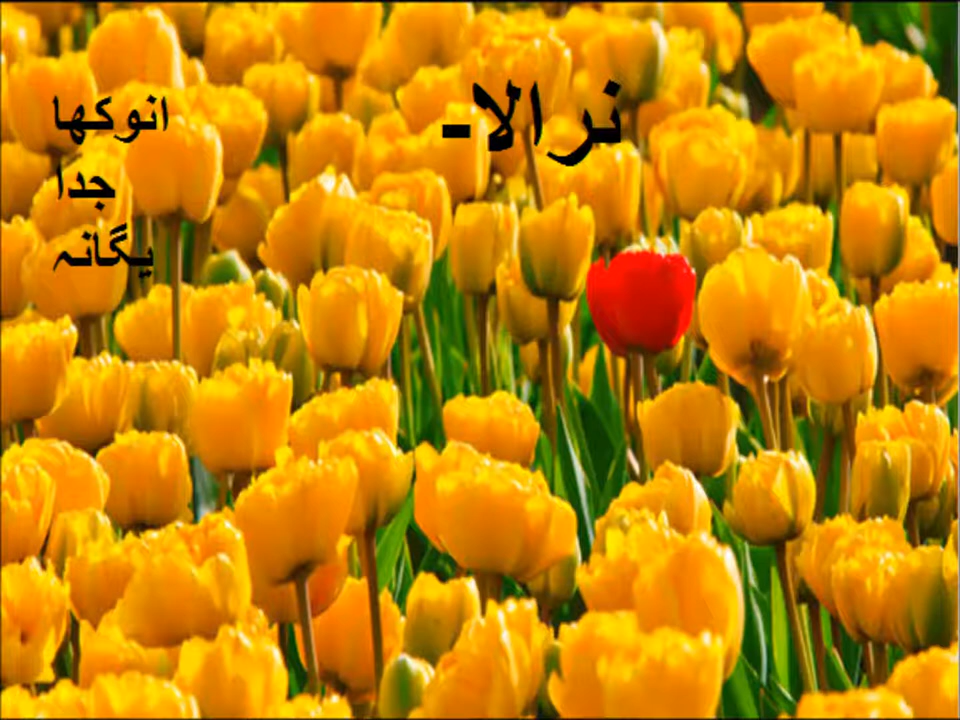 نرالا-
انوکھا
جدا
یگانہ